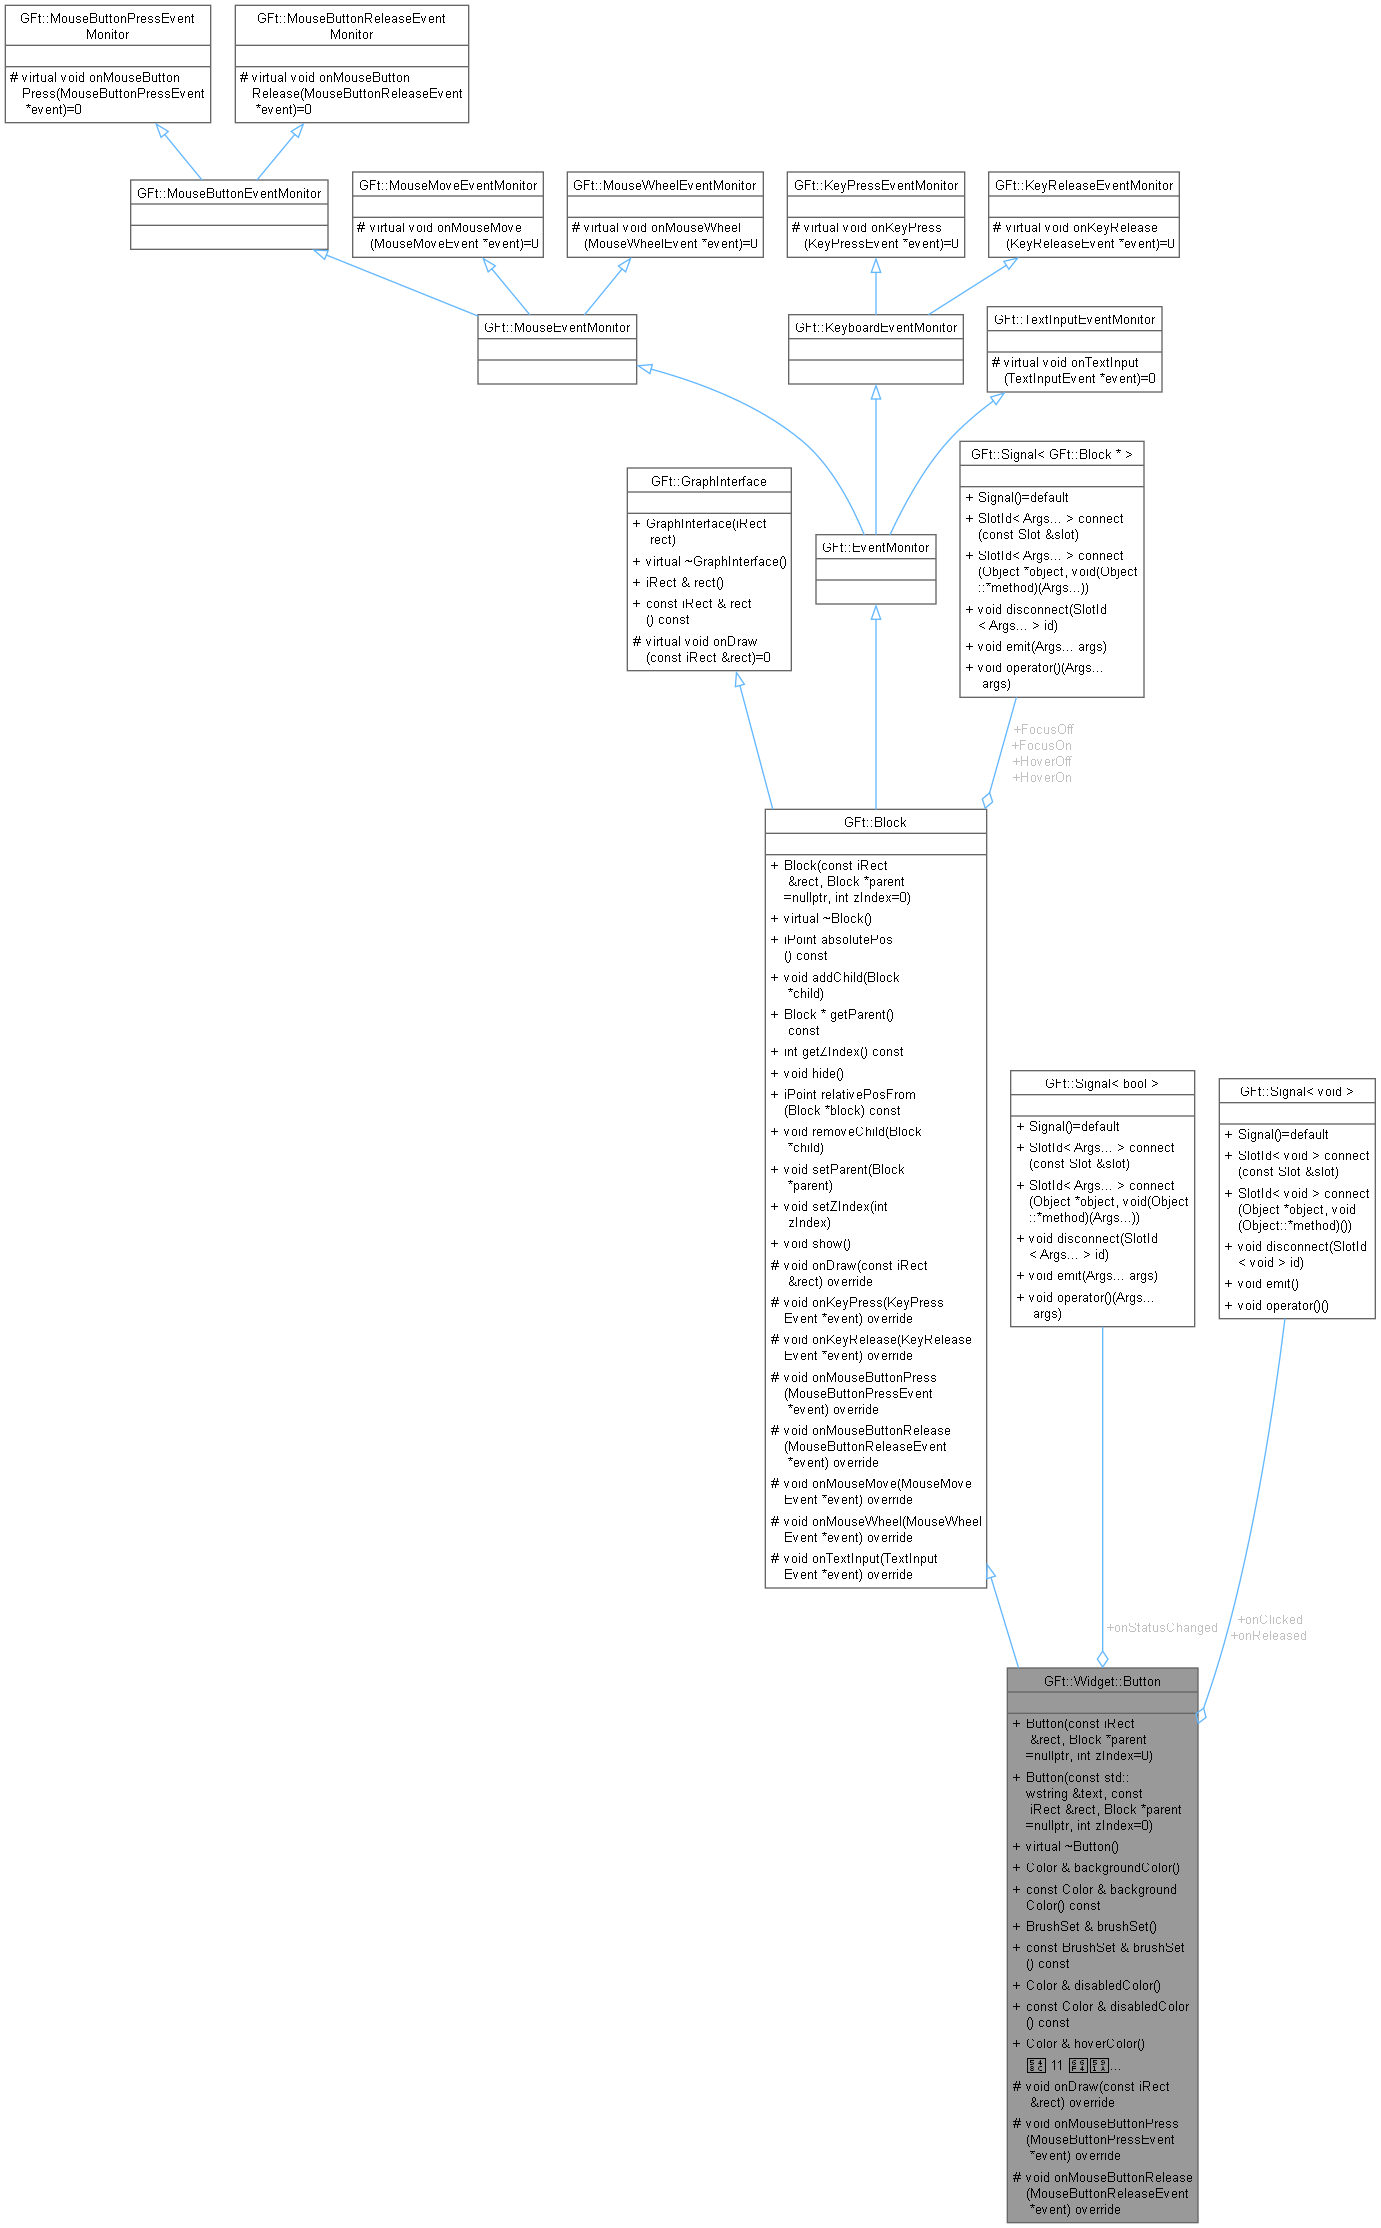 GFt::MouseButtonPressEvent
Monitor
# virtual void onMouseButton
Press(MouseButtonPressEvent
*event)=0
GFt::MouseButtonReleaseEvent
Monitor
# virtual void onMouseButton
Release(MouseButtonReleaseEvent
*event)=0
GFt::MouseButtonEventMonitor
GFt::MouseMoveEventMonitor
# virtual void onMouseMove
(MouseMoveEvent *event)=0
GFt::MouseWheelEventMonitor
# virtual void onMouseWheel
(MouseWheelEvent *event)=0
GFt::KeyPressEventMonitor
# virtual void onKeyPress
(KeyPressEvent *event)=0
GFt::KeyReleaseEventMonitor
# virtual void onKeyRelease
(KeyReleaseEvent *event)=0
GFt::MouseEventMonitor
GFt::KeyboardEventMonitor
GFt::TextInputEventMonitor
# virtual void onTextInput
(TextInputEvent *event)=0
GFt::GraphInterface
+ GraphInterface(iRect
rect)
+ virtual ~GraphInterface()
+ iRect & rect()
+ const iRect & rect
() const
# virtual void onDraw
(const iRect &rect)=0
GFt::EventMonitor
GFt::Signal< GFt::Block * >
+ Signal()=default
+ SlotId< Args... > connect
(const Slot &slot)
+ SlotId< Args... > connect
(Object *object, void(Object
::*method)(Args...))
+ void disconnect(SlotId
< Args... > id)
+ void emit(Args... args)
+ void operator()(Args...
args)
+FocusOff
+FocusOn
+HoverOff
+HoverOn
GFt::Block
+ Block(const iRect
&rect, Block *parent
=nullptr, int zIndex=0)
+ virtual ~Block()
+ iPoint absolutePos
() const
+ void addChild(Block
*child)
+ Block * getParent()
const
+ int getZIndex() const
+ void hide()
+ iPoint relativePosFrom
(Block *block) const
+ void removeChild(Block
*child)
+ void setParent(Block
*parent)
+ void setZIndex(int
zIndex)
+ void show()
# void onDraw(const iRect
&rect) override
# void onKeyPress(KeyPress
Event *event) override
# void onKeyRelease(KeyRelease
Event *event) override
# void onMouseButtonPress
(MouseButtonPressEvent
*event) override
# void onMouseButtonRelease
(MouseButtonReleaseEvent
*event) override
# void onMouseMove(MouseMove
Event *event) override
# void onMouseWheel(MouseWheel
Event *event) override
# void onTextInput(TextInput
Event *event) override
GFt::Signal< bool >
+ Signal()=default
+ SlotId< Args... > connect
(const Slot &slot)
+ SlotId< Args... > connect
(Object *object, void(Object
::*method)(Args...))
+ void disconnect(SlotId
< Args... > id)
+ void emit(Args... args)
+ void operator()(Args...
args)
GFt::Signal< void >
+ Signal()=default
+ SlotId< void > connect
(const Slot &slot)
+ SlotId< void > connect
(Object *object, void
(Object::*method)())
+ void disconnect(SlotId
< void > id)
+ void emit()
+ void operator()()
+onStatusChanged
+onClicked
+onReleased
GFt::Widget::Button
+ Button(const iRect
&rect, Block *parent
=nullptr, int zIndex=0)
+ Button(const std::
wstring &text, const
iRect &rect, Block *parent
=nullptr, int zIndex=0)
+ virtual ~Button()
+ Color & backgroundColor()
+ const Color & background
Color() const
+ BrushSet & brushSet()
+ const BrushSet & brushSet
() const
+ Color & disabledColor()
+ const Color & disabledColor
() const
+ Color & hoverColor()
11 ...
# void onDraw(const iRect
&rect) override
# void onMouseButtonPress
(MouseButtonPressEvent
*event) override
# void onMouseButtonRelease
(MouseButtonReleaseEvent
*event) override